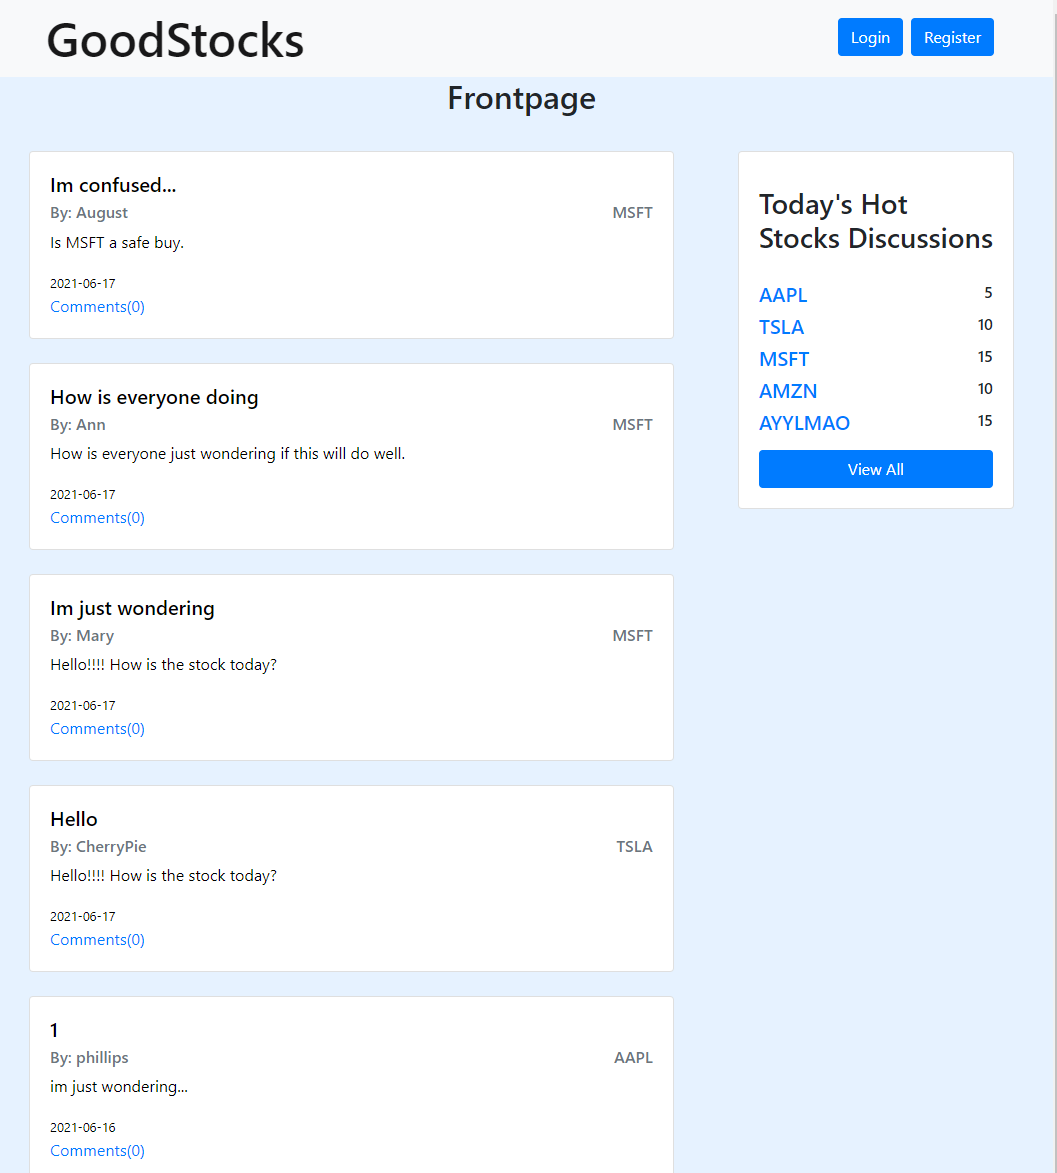 GoodStocks
Login Register
Frontpage
Im confused...
By: August MSFT
Is MSFT a safe buy.
2021-06-17
Comments(0)
How is everyone doing
By: Ann MSFT
How is everyone just wondering if this will do well.
2021-06-17
Comments(0)
Im just wondering
By: Mary MSFT
Hello!!!! How is the stock today?
2021-06-17
Comments(0)
Hello
By: CherryPie TSLA
Hello!!!! How is the stock today?
2021-06-17
Comments(0)
1
By: phillips AAPL
im just wondering...
2021-06-16
Comments(0)
Today's Hot
Stocks Discussions
AAPL 5
TSLA 10
MSFT 15
AMZN 10
AYYLMAO 15
View All